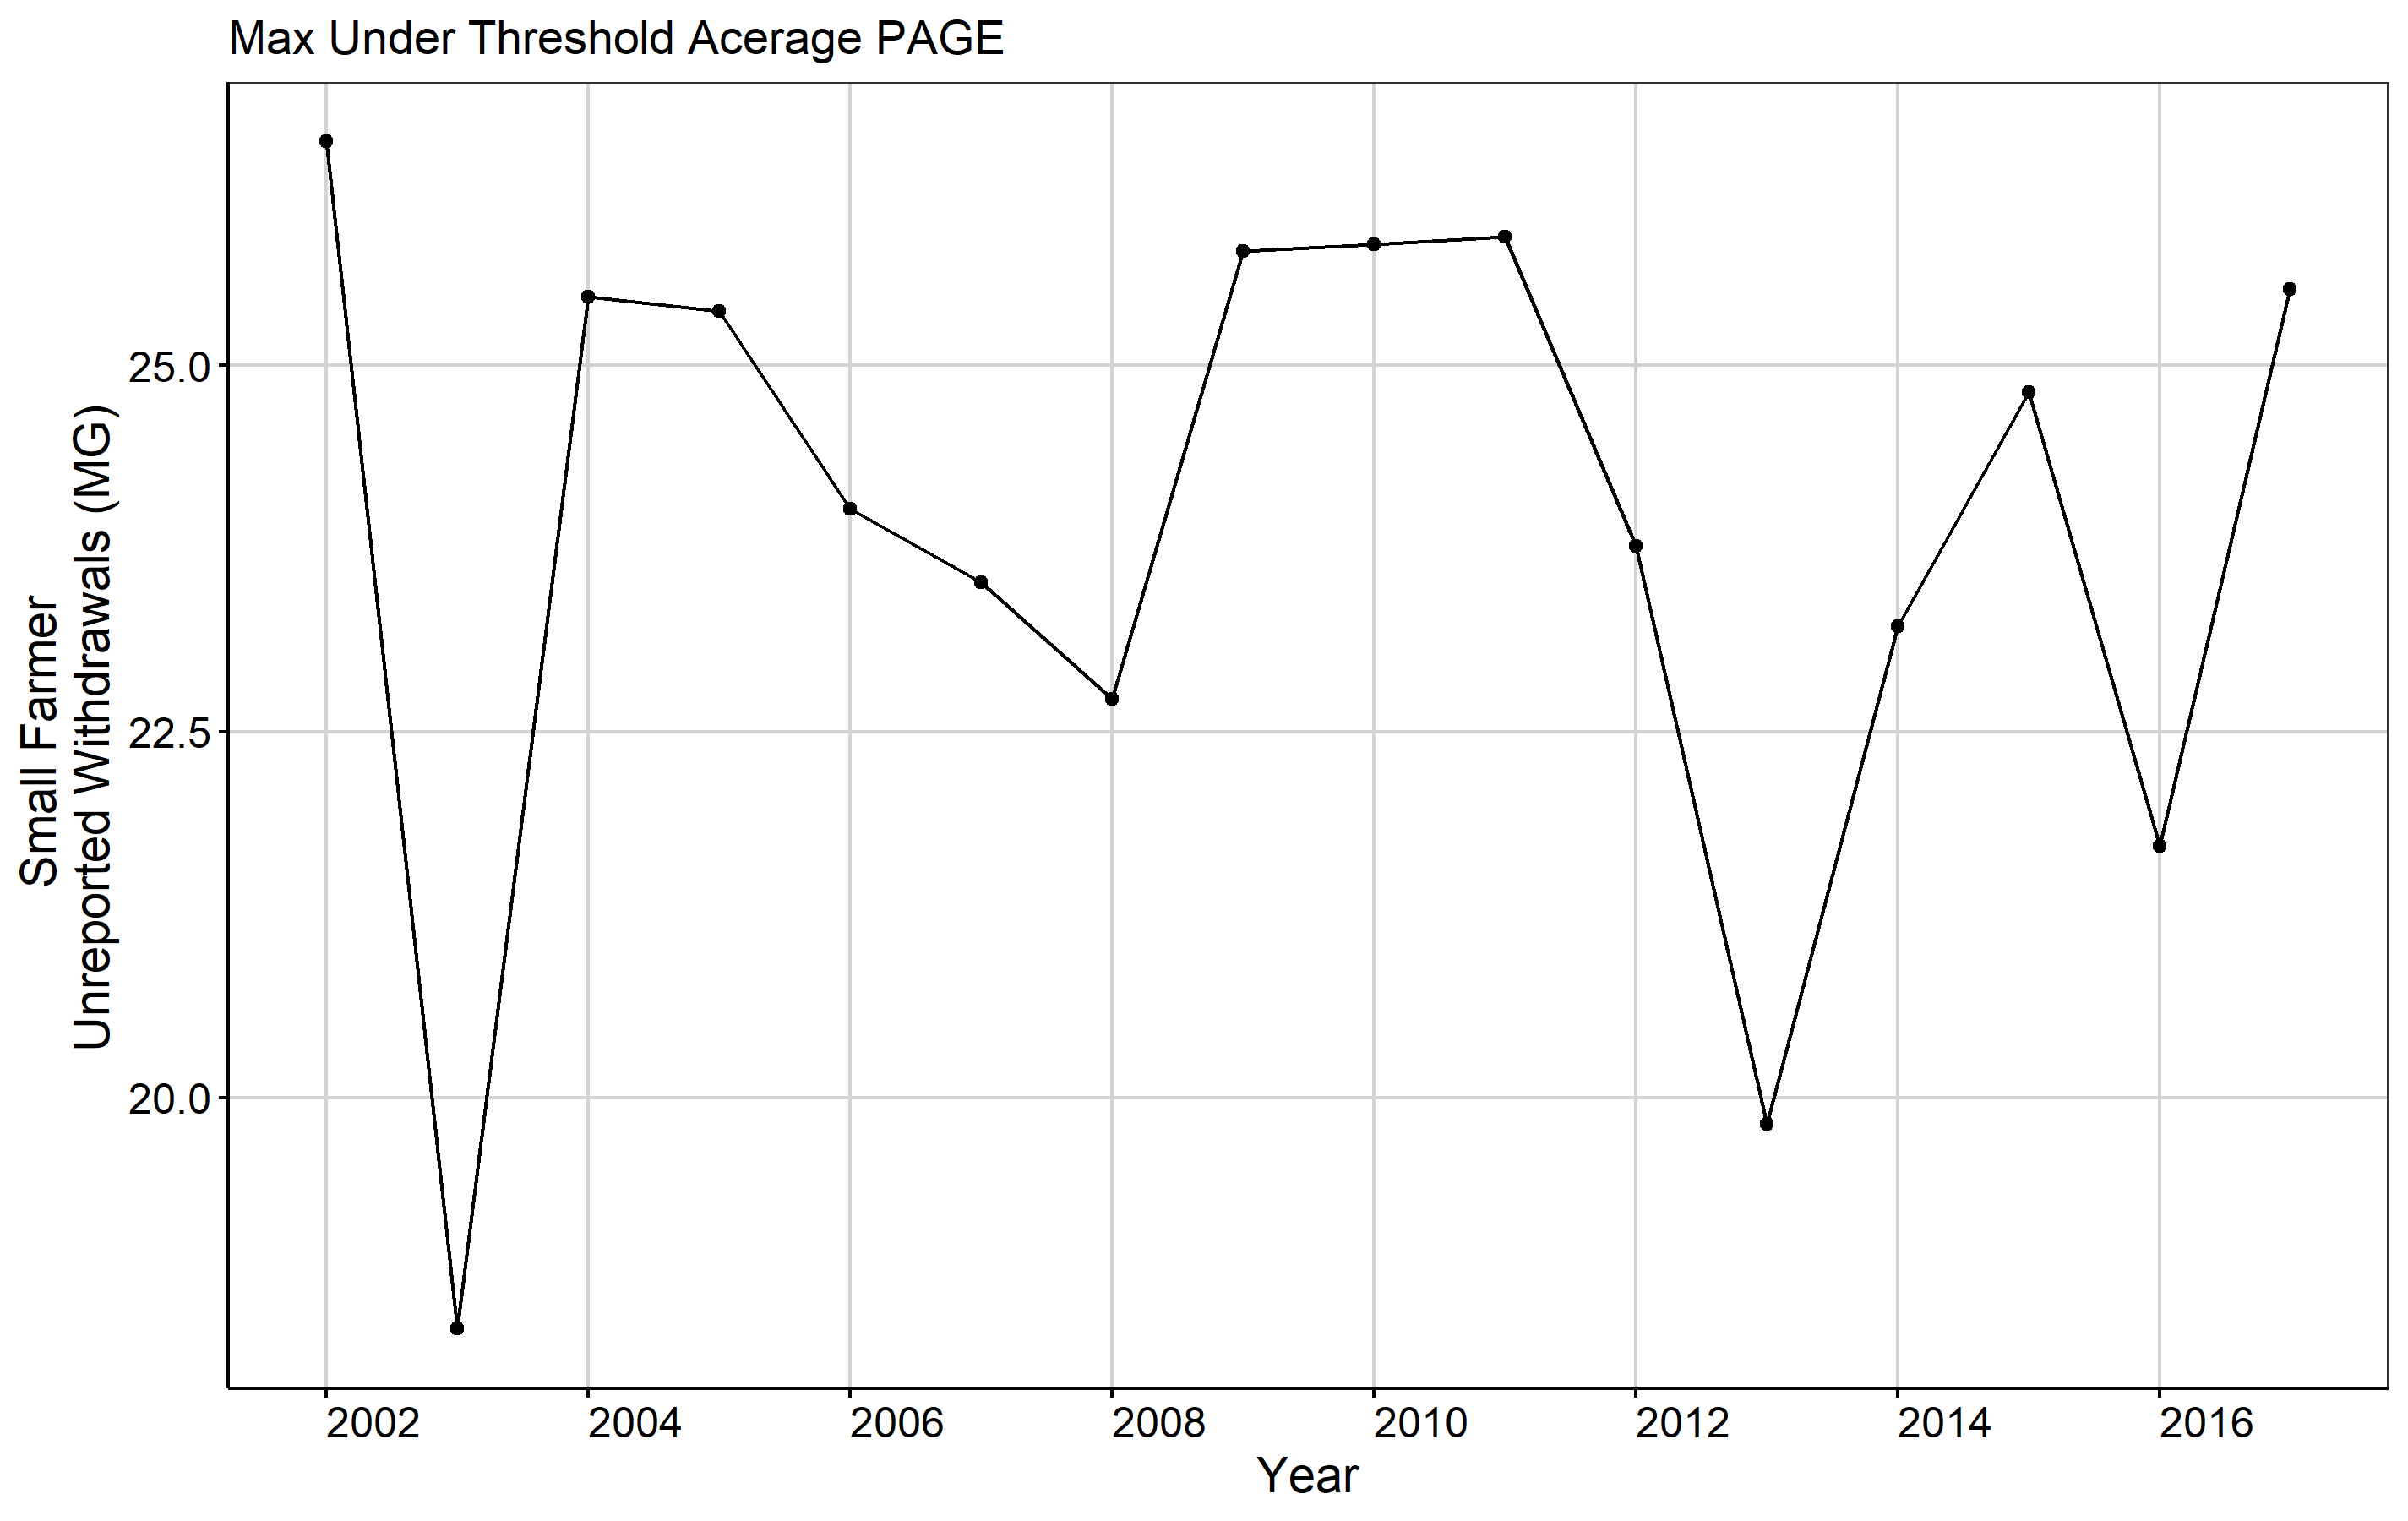 Max Under Threshold Acerage PAGE
Small Farmer
Unreported Withdrawals (MG)
25.0
22.5
20.0
2002 2004 2006 2008 2010 2012 2014 2016
Year